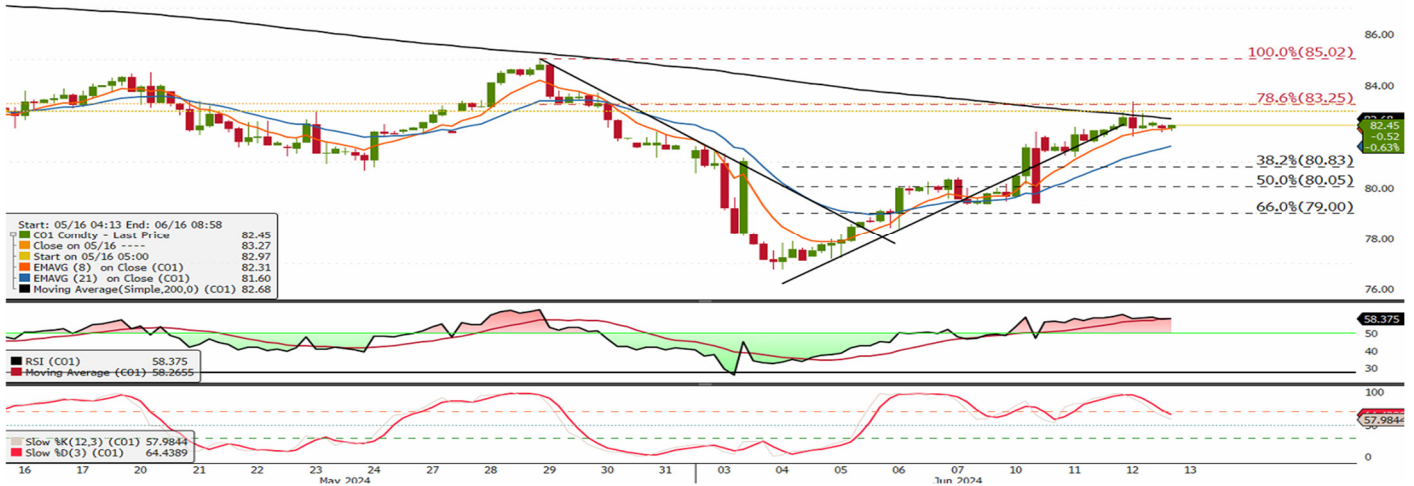 86.00
100.0%(85.02)
84.00
78.6%(83.25)
82.68
82.45
-0.52
-0.63%
38.2%(80.83)
50.0%(80.05)
80.00
66.0%(79.00)
78.00
76.00
Start: 05/16 04:13 End: 06/16 08:58
CO1 Comdty - Last Price 82.45
Close on 05/16 ---- 83.27
Start on 05/16 05:00 82.97
EMAVG (8) on Close (CO1) 82.31
EMAVG (21) on Close (CO1) 81.60
Moving Average(Simple,200,0) (CO1) 82.68
58.375
50
40
30
RSI (CO1) 58.375
Moving Average (CO1) 58.2655
100
57.9844
50
0
Slow %K(12,3) (CO1) 57.9844
Slow %D(3) (CO1) 64.4389
16 17 20 21 22 23 24 27 28 29 30 31 03 04 05 06 07 10 11 12 13
May 2024 Jun 2024